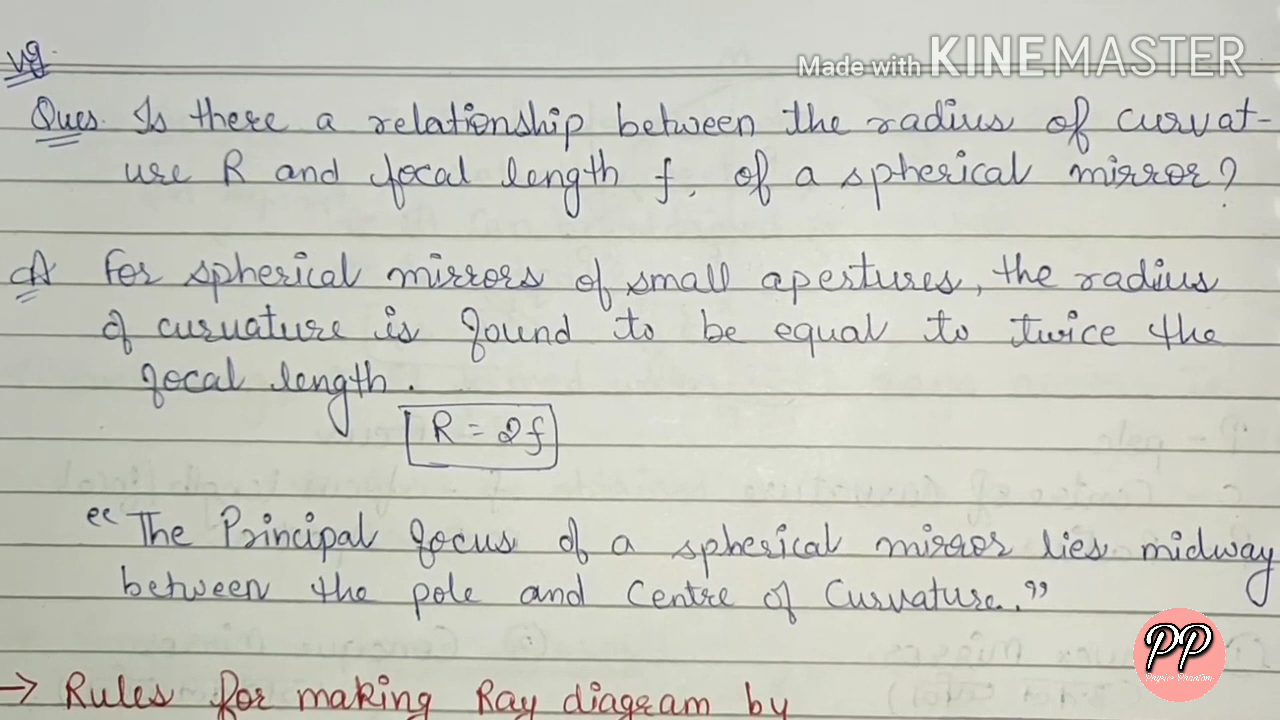 Made with KINEMASTER
Ques. Is there a relationship between the radius of curvat-
ure R and focal length f, of a spherical mirror?
A For spherical mirrors of small apertures, the radius
of curvature is found to be equal to twice the
focal length.
R = 2f
"The Principal focus of a spherical mirror lies midway
between the pole and Centre of Curvature."
PP
→ Rules for making Ray diagram by